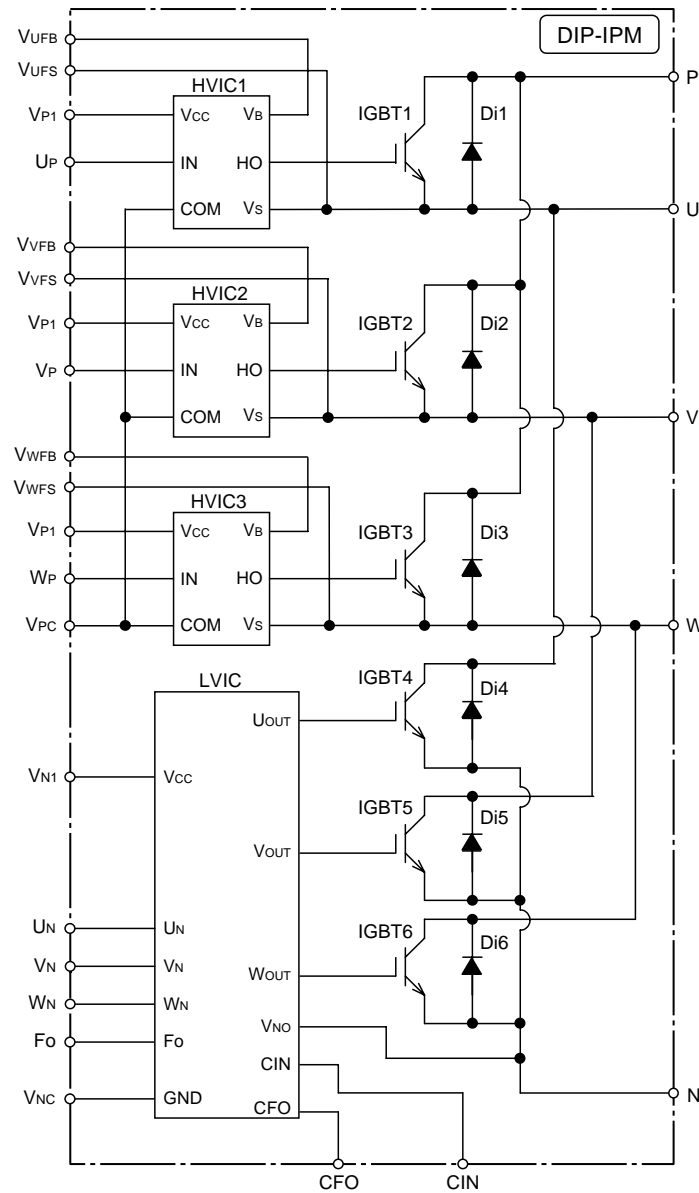 DIP-IPM
VUFB
VUFS
HVIC1
VP1
VCC
VB
IGBT1
Di1
P
UP
IN
HO
COM
VS
U
VVFB
VVFS
HVIC2
VP1
VCC
VB
IGBT2
Di2
VP
IN
HO
COM
VS
V
VWFB
VWFS
HVIC3
VP1
VCC
VB
IGBT3
Di3
WP
IN
HO
VPC
COM
VS
W
LVIC
IGBT4
Di4
UOUT
VN1
VCC
IGBT5
Di5
VOUT
UN
UN
IGBT6
Di6
VN
VN
WOUT
WN
WN
VNO
Fo
Fo
CIN
VNC
GND
CFO
N
CFO
CIN